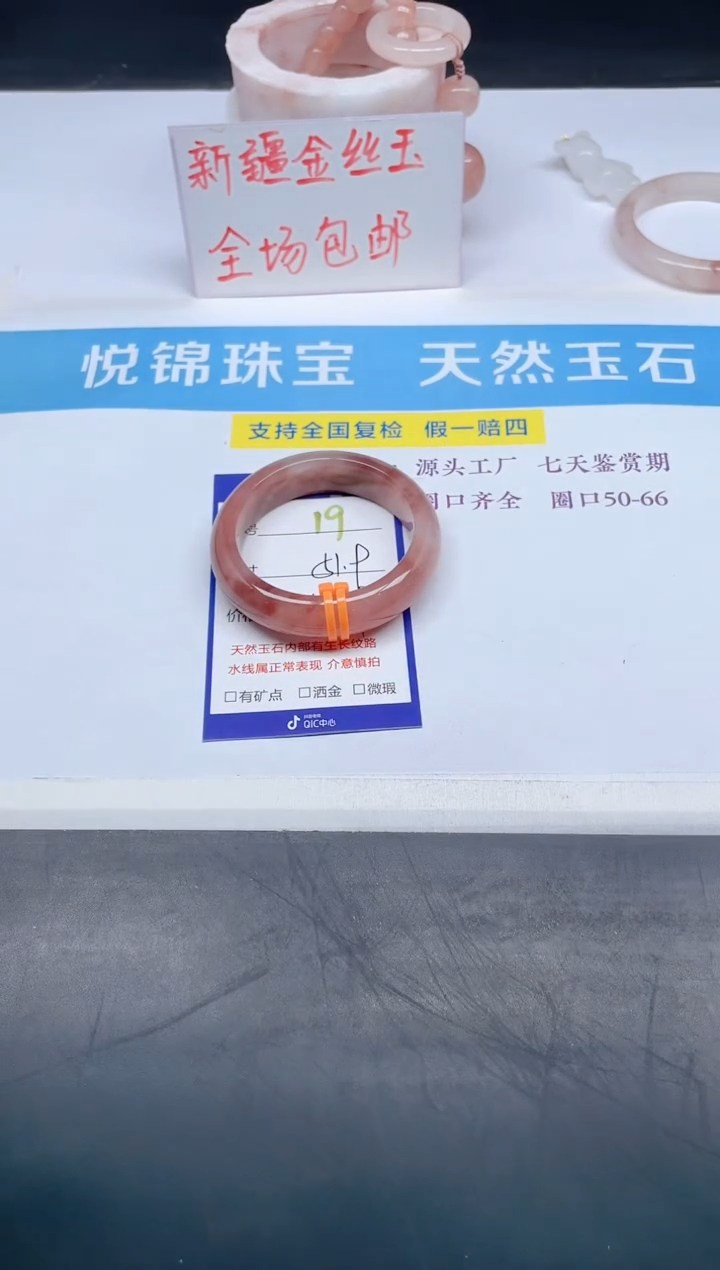 新疆金丝玉
全场包邮
悦锦珠宝 天然玉石
支持全国复检 假一赔四
源头工厂 七天鉴赏期
口齐全 圈口50-66
19
天然玉石内部有生长纹路
水线属正常表现 介意慎拍
□有矿点 □洒金 □微瑕
QIC中心